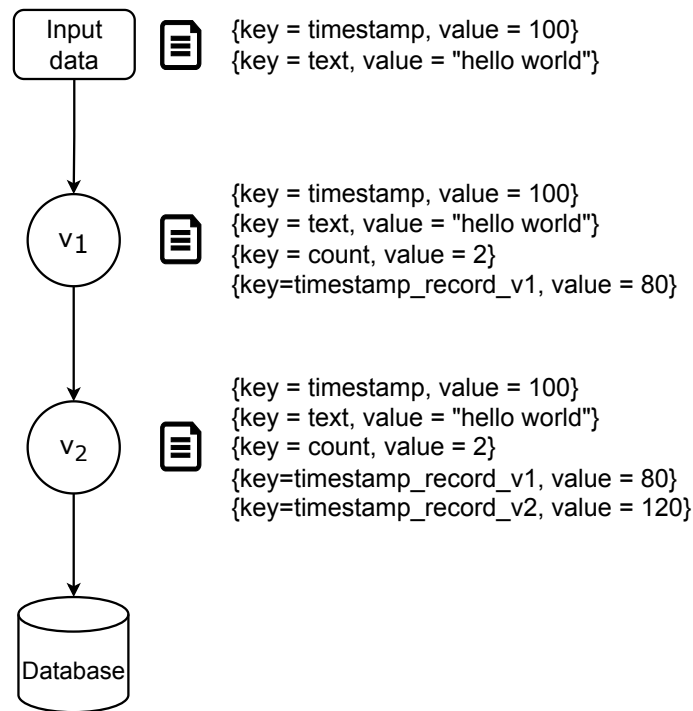 Input
data
{key = timestamp, value = 100}
{key = text, value = "hello world"}
v1
{key = timestamp, value = 100}
{key = text, value = "hello world"}
{key = count, value = 2}
{key=timestamp_record_v1, value = 80}
v2
{key = timestamp, value = 100}
{key = text, value = "hello world"}
{key = count, value = 2}
{key=timestamp_record_v1, value = 80}
{key=timestamp_record_v2, value = 120}
Database